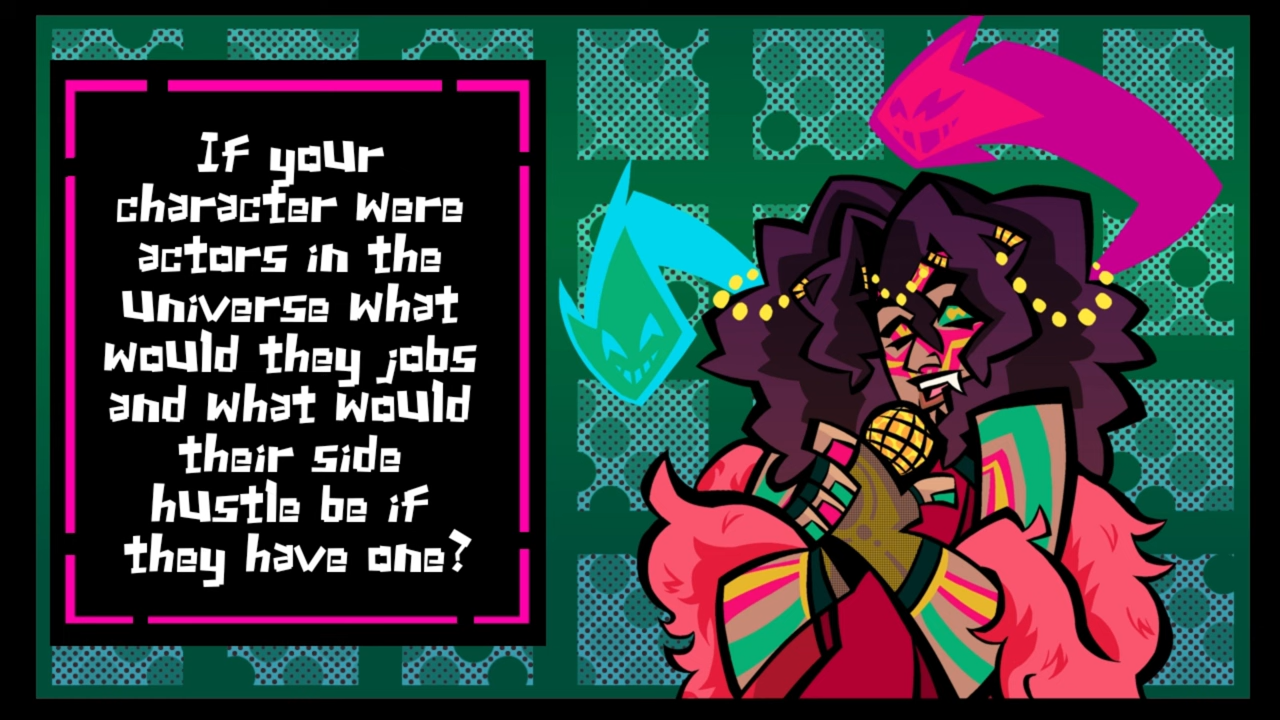 If your
character were
actors in the
universe what
would they jobs
and what would
their side
hustle be if
they have one?